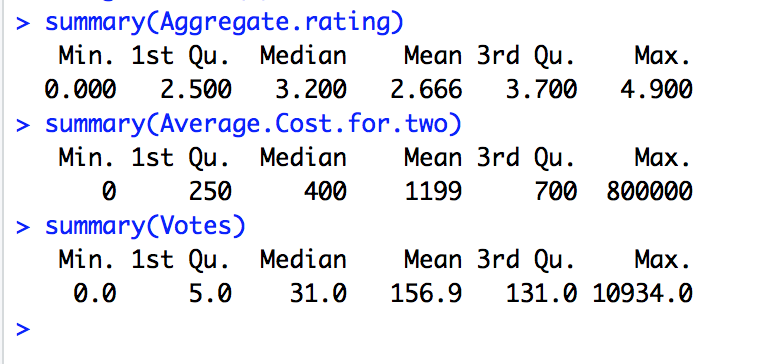 > summary(Aggregate.rating)
Min. 1st Qu. Median Mean 3rd Qu. Max.
0.000 2.500 3.200 2.666 3.700 4.900
> summary(Average.Cost.for.two)
Min. 1st Qu. Median Mean 3rd Qu. Max.
0 250 400 1199 700 800000
> summary(Votes)
Min. 1st Qu. Median Mean 3rd Qu. Max.
0.0 5.0 31.0 156.9 131.0 10934.0
>